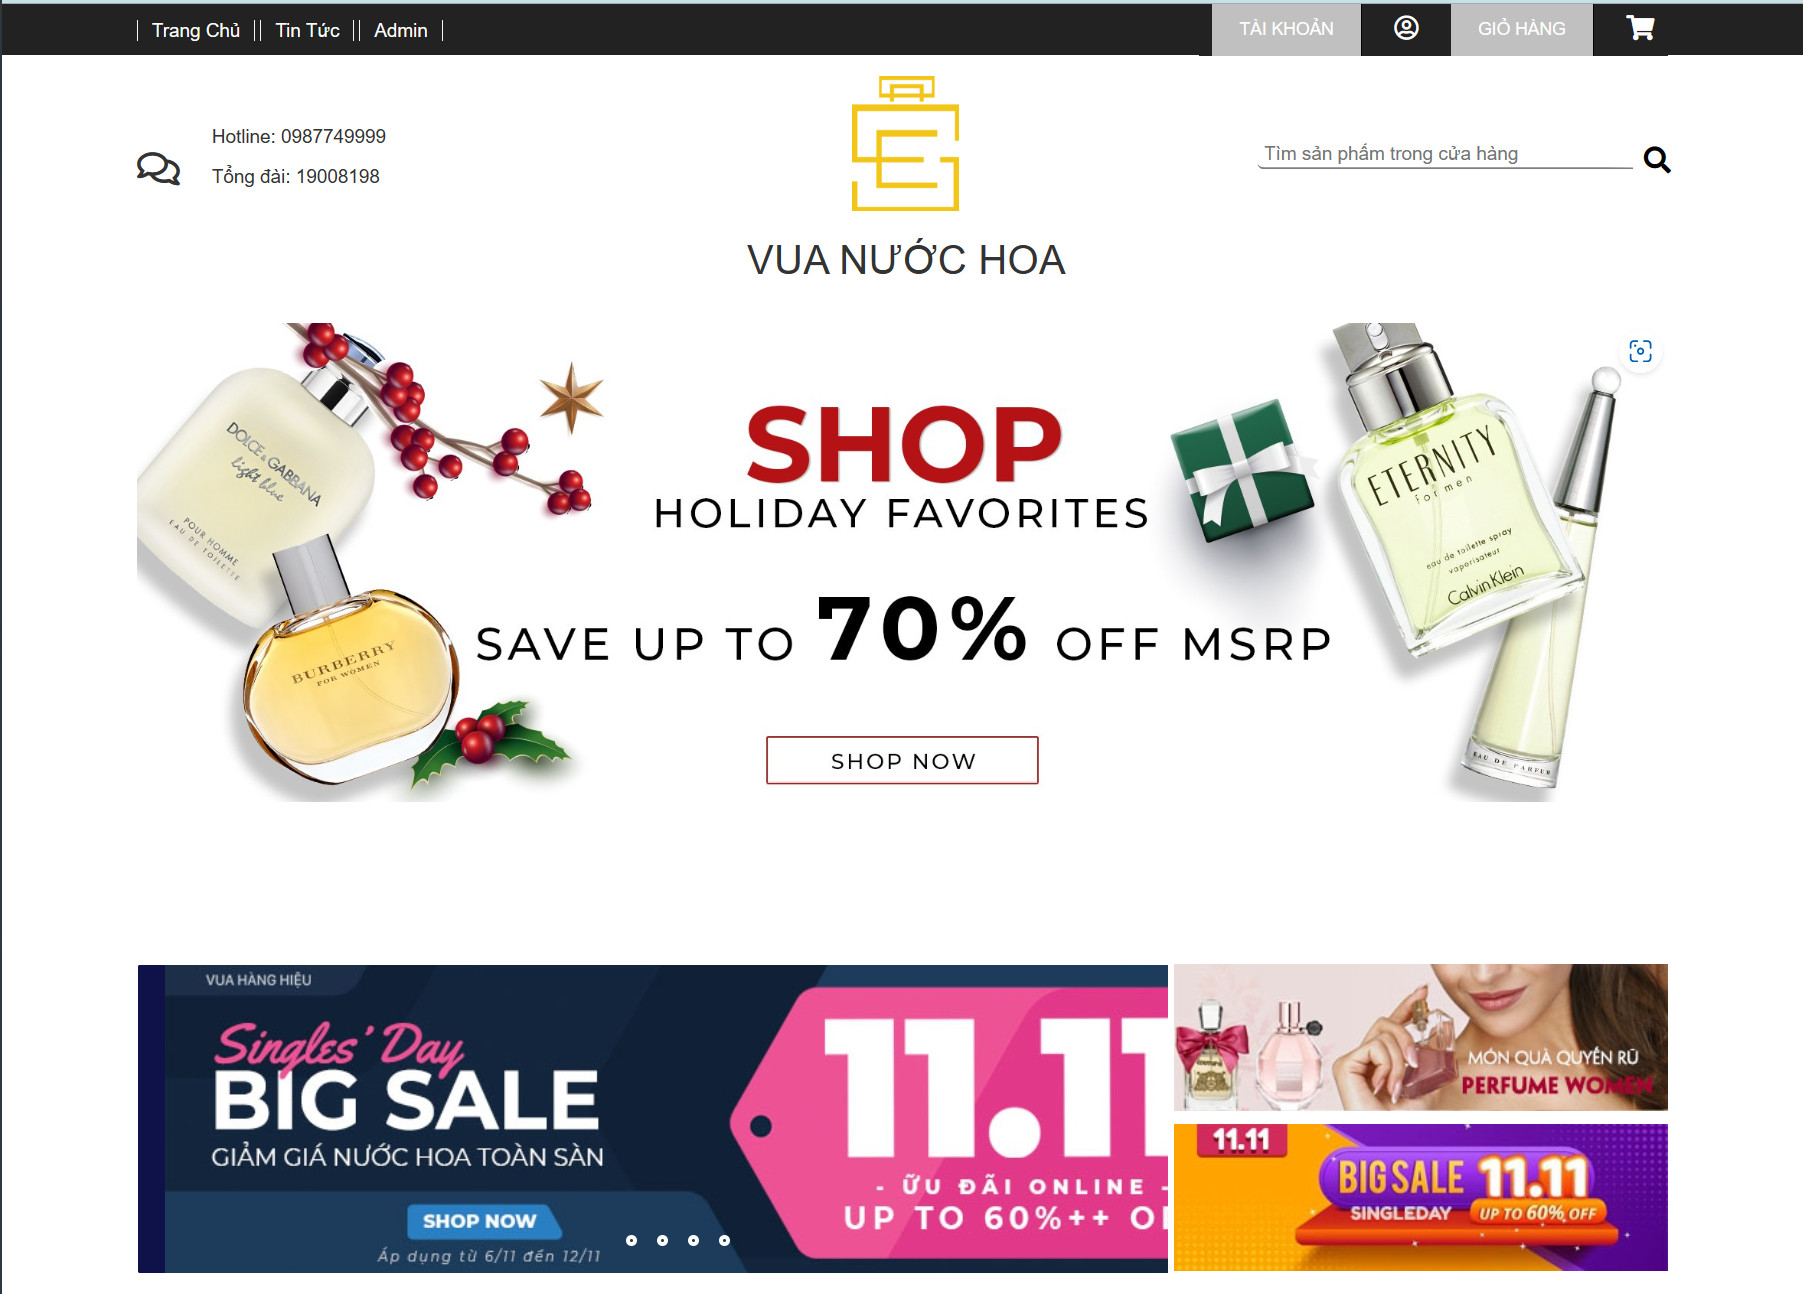 Trang Chủ
Tin Tức
Admin
TÀI KHOẢN
GIỎ HÀNG
Hotline: 0987749999
Tổng đài: 19008198
Tìm sản phẩm trong cửa hàng
VUA NƯỚC HOA
DOLCE & GABBANA
light blue
POUR HOMME
EAU DE TOILETTE
BURBERRY
FOR WOMEN
SHOP
HOLIDAY FAVORITES
SAVE UP TO 70% OFF MSRP
SHOP NOW
ETERNITY
for men
eau de toilette spray
vaporisateur
Calvin Klein
EAU DE PARFUM
VUA HÀNG HIỆU
Singles' Day
BIG SALE
GIẢM GIÁ NƯỚC HOA TOÀN SÀN
SHOP NOW
Áp dụng từ 6/11 đến 12/11
11.11
- ỮU ĐÃI ONLINE -
UP TO 60%++ O
MÓN QUÀ QUYẾN RŨ
PERFUME WOMEN
11.11
BIG SALE 11.11
SINGLEDAY
UP TO 60% OFF